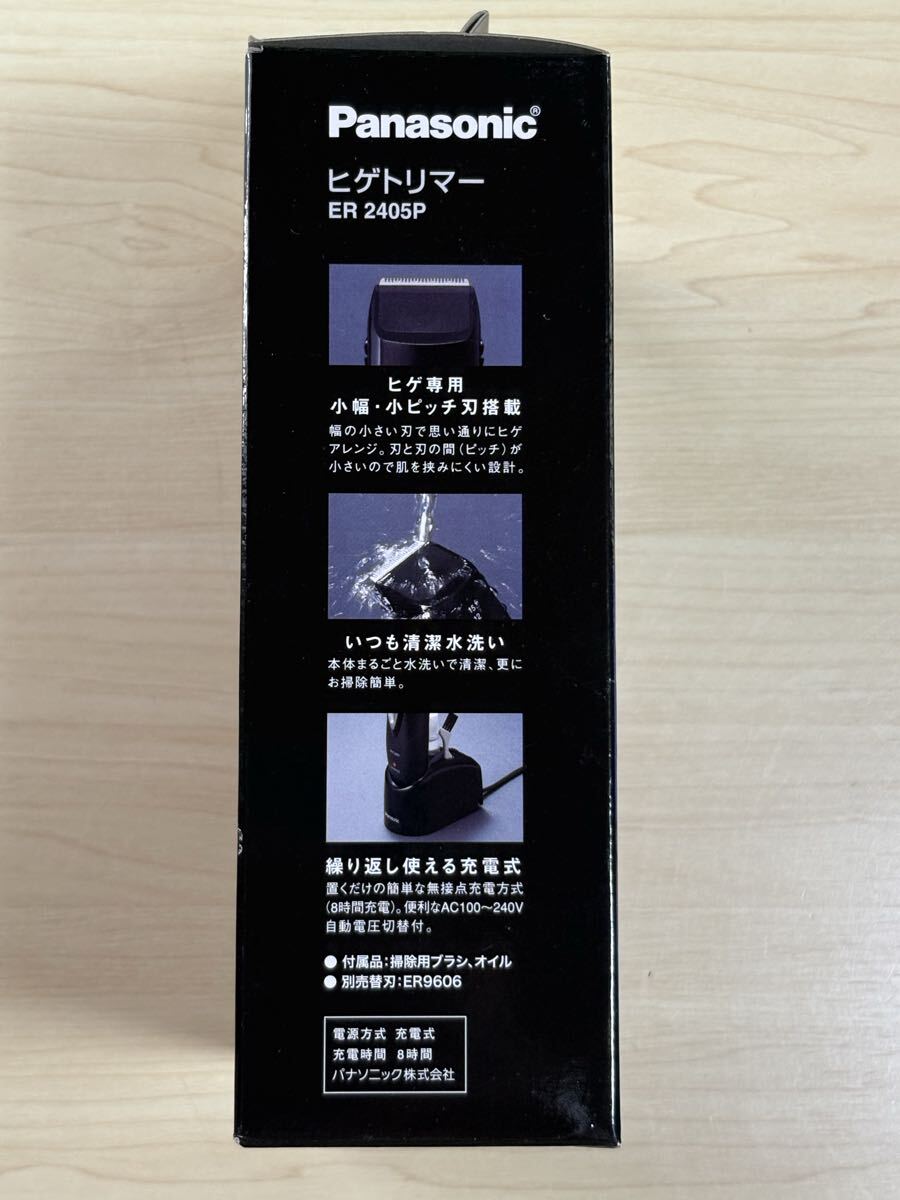 Panasonic®
ヒゲトリマー
ER 2405P
ヒゲ専用
小幅・小ピッチ刃搭載
幅の小さい刃で思い通りにヒゲ
アレンジ。刃と刃の間(ピッチ)が
小さいので肌を挟みにくい設計。
いつも清潔水洗い
本体まるごと水洗いで清潔、更に
お掃除簡単。
Panasonic
繰り返し使える充電式
置くだけの簡単な無接点充電方式
(8時間充電)。便利なAC100〜240V
自動電圧切替付。
● 付属品:掃除用ブラシ、オイル
● 別売替刃:ER9606
電源方式 充電式
充電時間 8時間
パナソニック株式会社